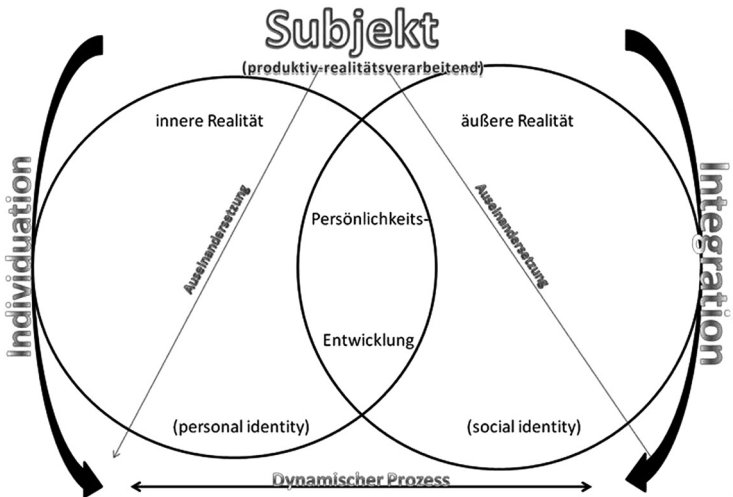 Subjekt
(produktiv-realitätsverarbeitend)
innere Realität
äußere Realität
Individuation
Auseinandersetzung
Persönlichkeits-
Auseinandersetzung
Integration
Entwicklung
(personal identity)
(social identity)
Dynamischer Prozess